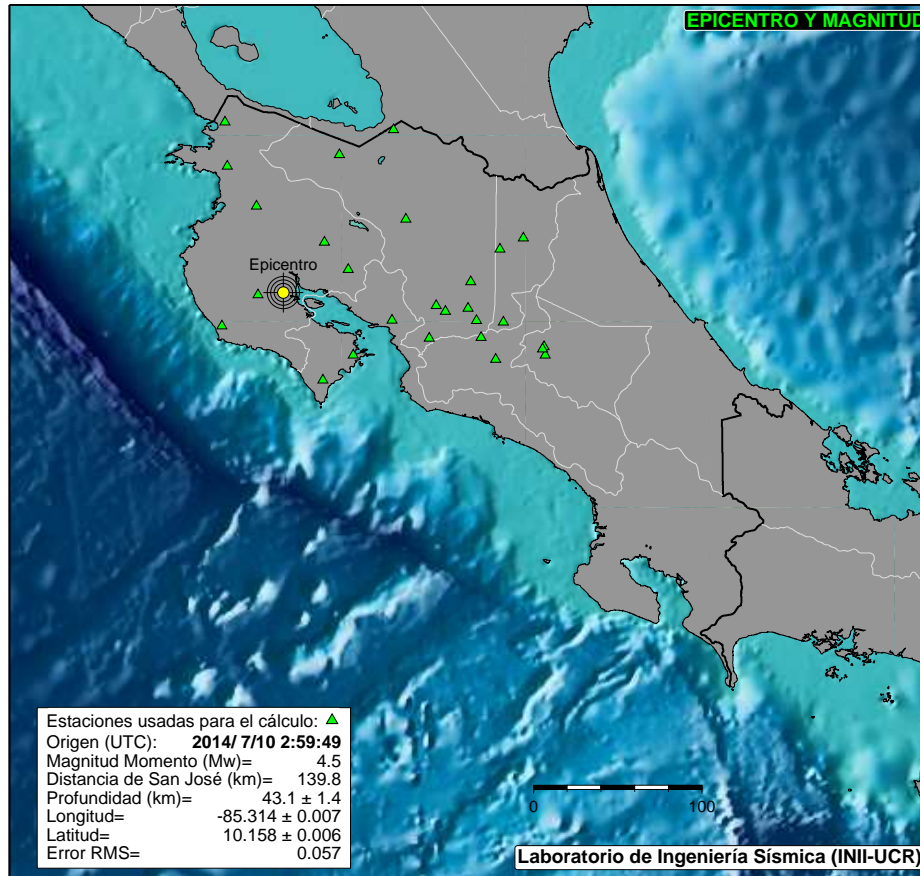 EPICENTRO Y MAGNITUD
Epicentro
Estaciones usadas para el cálculo:
Origen (UTC): 2014/ 7/10 2:59:49
Magnitud Momento (Mw)= 4.5
Distancia de San José (km)= 139.8
Profundidad (km)= 43.1 ± 1.4
Longitud= -85.314 ± 0.007
Latitud= 10.158 ± 0.006
Error RMS= 0.057
0 100
Laboratorio de Ingeniería Sísmica (INII-UCR)